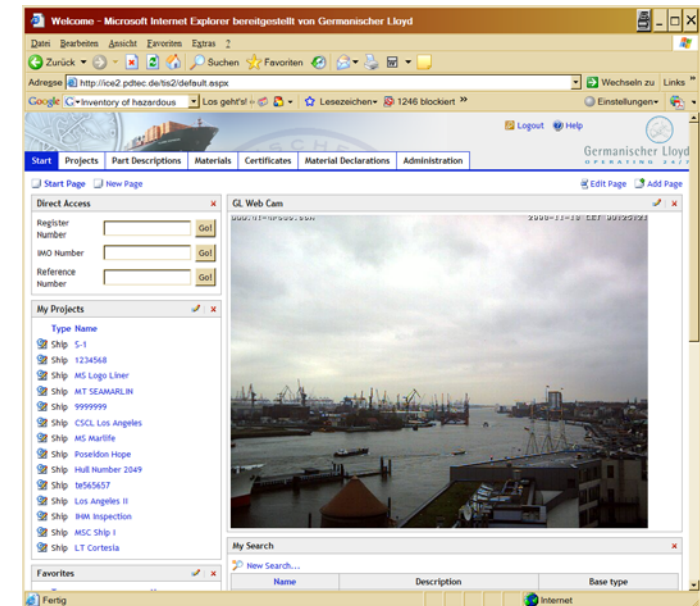 Welcome - Microsoft Internet Explorer bereitgestellt von Germanischer Lloyd
Datei Bearbeiten Ansicht Favoriten Extras ?
Zurück Suchen Favoriten
Adresse http://ice2.pdtec.de/tis2/default.aspx Wechseln zu Links »
Google Inventory of hazardous Los geht's! Lesezeichen 1246 blockiert » Einstellungen
Logout Help
Germanischer Lloyd
OPERATING 24/7
Start Projects Part Descriptions Materials Certificates Material Declarations Administration
Start Page New Page Edit Page Add Page
Direct Access
Register Number Go!
IMO Number Go!
Reference Number Go!
My Projects
Type Name
Ship S-1
Ship 1234568
Ship MS Logo Liner
Ship MT SEAMARLIN
Ship 9999999
Ship CSCL Los Angeles
Ship MS Marlife
Ship Poseidon Hope
Ship Hull Number 2049
Ship te565657
Ship Los Angeles II
Ship IHM Inspection
Ship MSC Ship I
Ship LT Cortesia
Favorites
GL Web Cam
My Search
New Search...
Name Description Base type
Fertig Internet